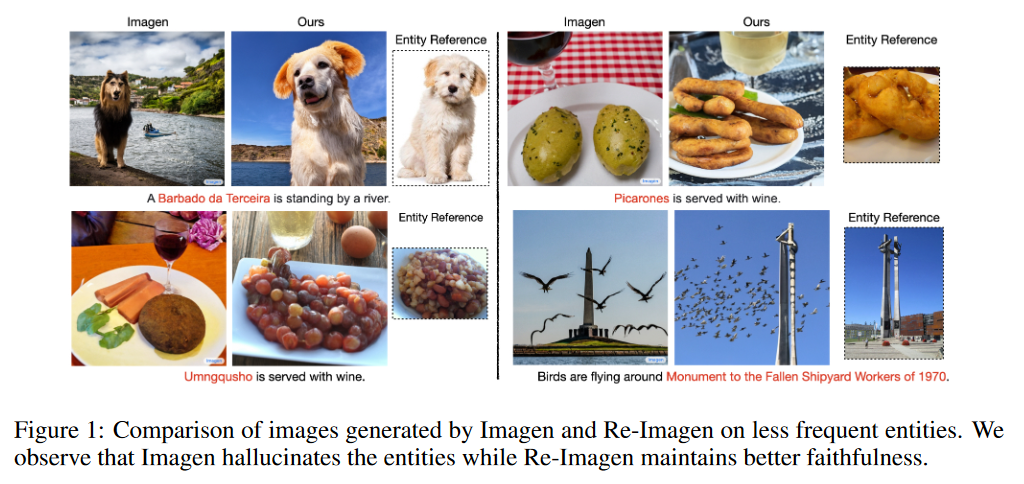 Imagen
Ours
Entity Reference
A Barbado da Terceira is standing by a river.
Imagen
Ours
Entity Reference
Picarones is served with wine.
Entity Reference
Umngqusho is served with wine.
Entity Reference
Birds are flying around Monument to the Fallen Shipyard Workers of 1970.
Figure 1: Comparison of images generated by Imagen and Re-Imagen on less frequent entities. We
observe that Imagen hallucinates the entities while Re-Imagen maintains better faithfulness.